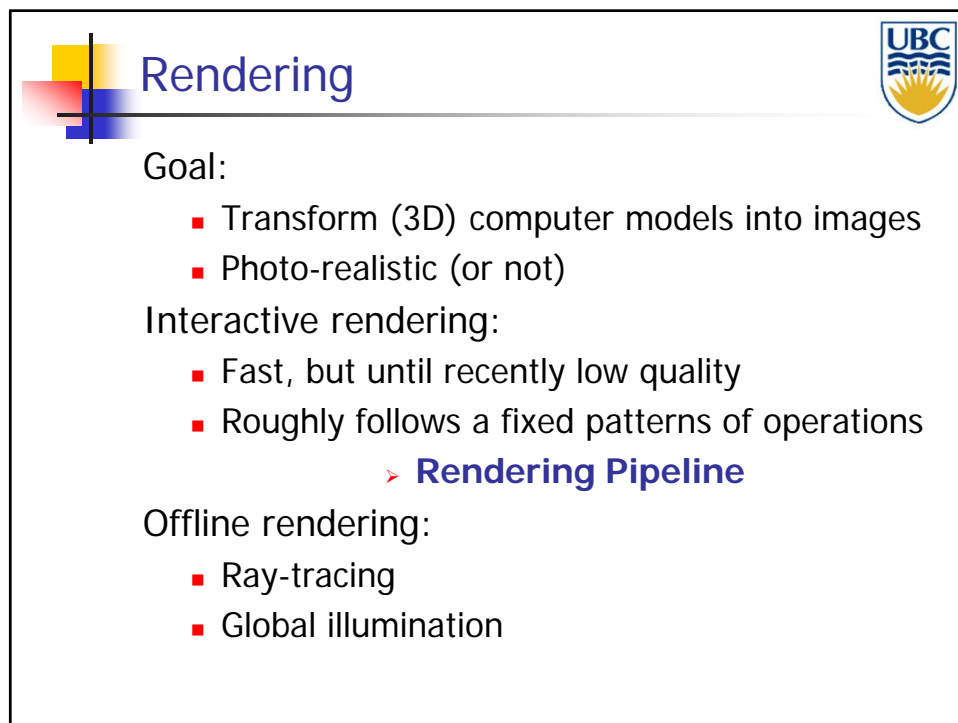 Rendering
UBC
Goal:
Transform (3D) computer models into images
Photo-realistic (or not)
Interactive rendering:
Fast, but until recently low quality
Roughly follows a fixed patterns of operations
Rendering Pipeline
Offline rendering:
Ray-tracing
Global illumination